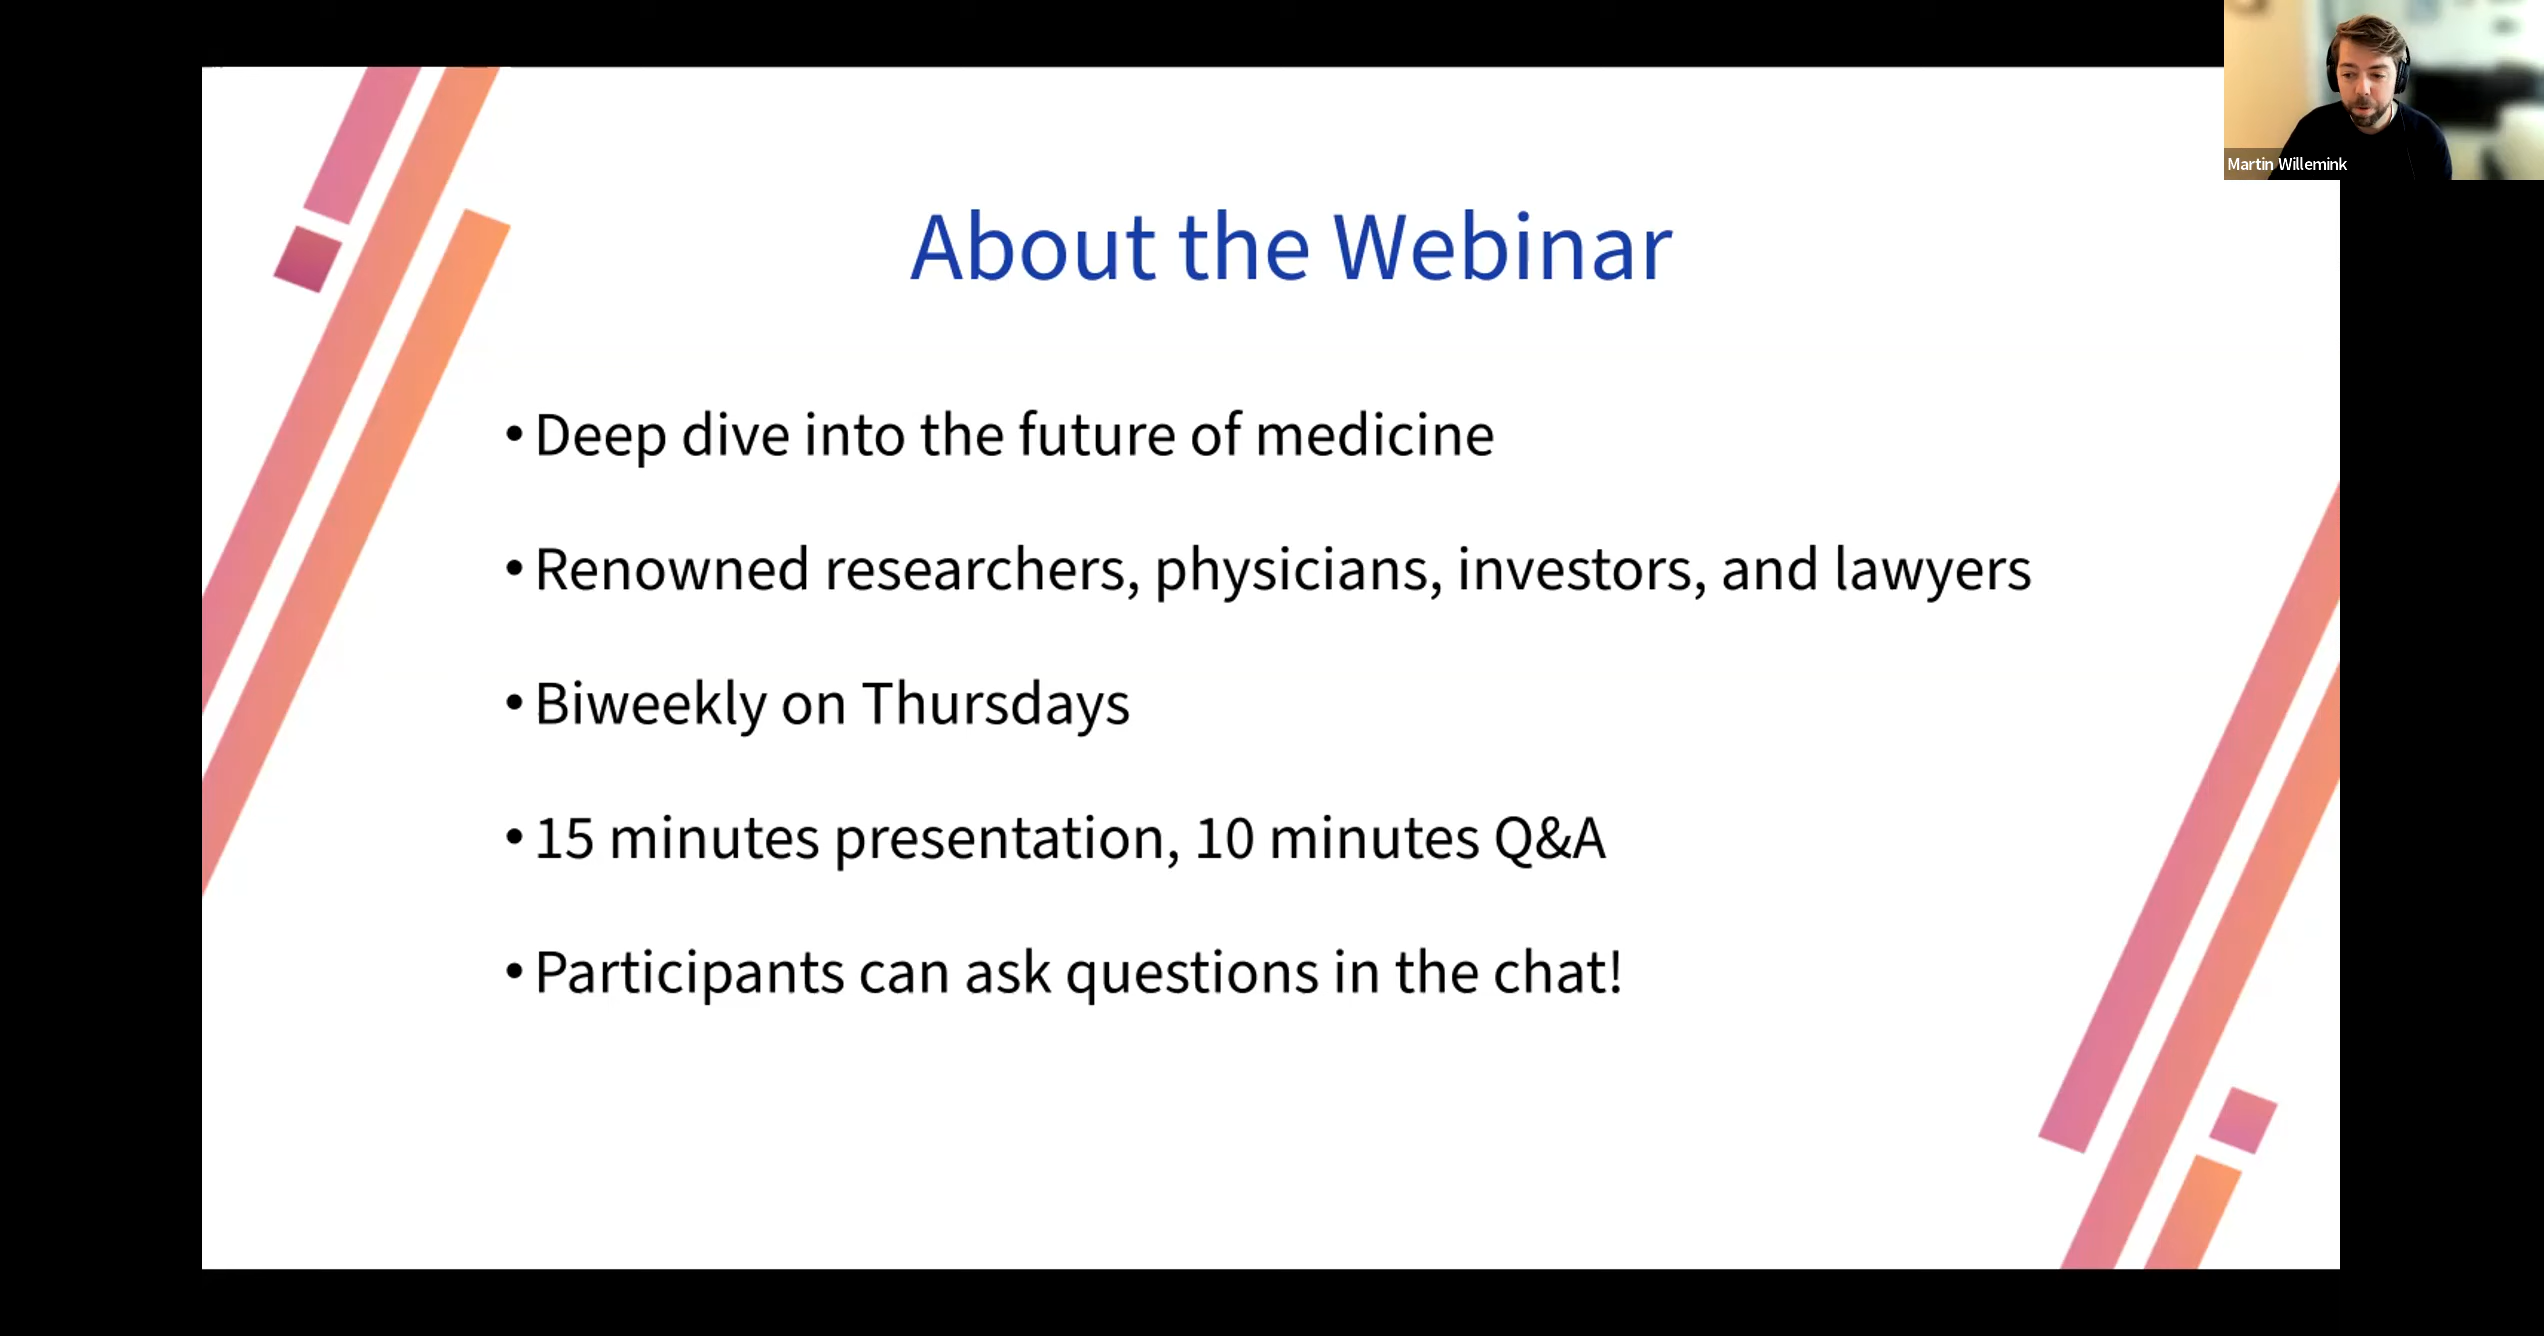 Martin Willemink
About the Webinar
• Deep dive into the future of medicine
• Renowned researchers, physicians, investors, and lawyers
• Biweekly on Thursdays
• 15 minutes presentation, 10 minutes Q&A
• Participants can ask questions in the chat!